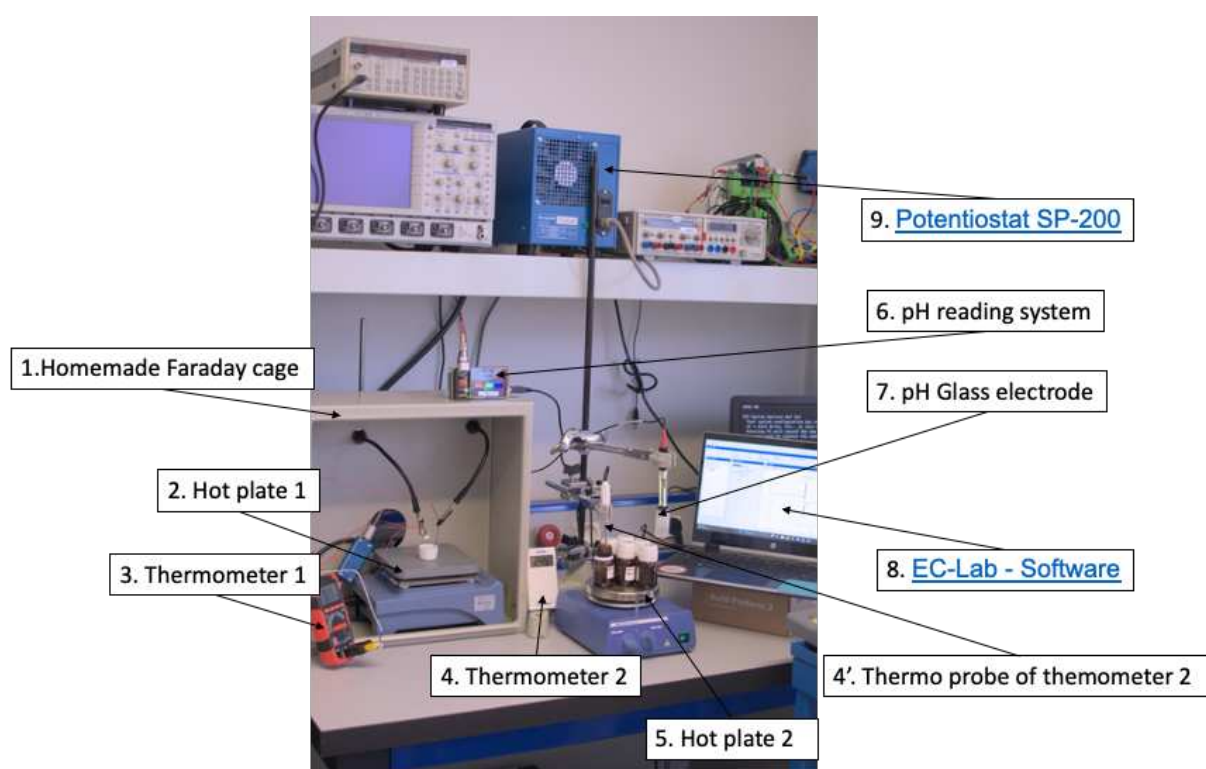 9. Potentiostat SP-200
6. pH reading system
1.Homemade Faraday cage
7. pH Glass electrode
2. Hot plate 1
3. Thermometer 1
8. EC-Lab - Software
4. Thermometer 2
4’. Thermo probe of themometer 2
5. Hot plate 2